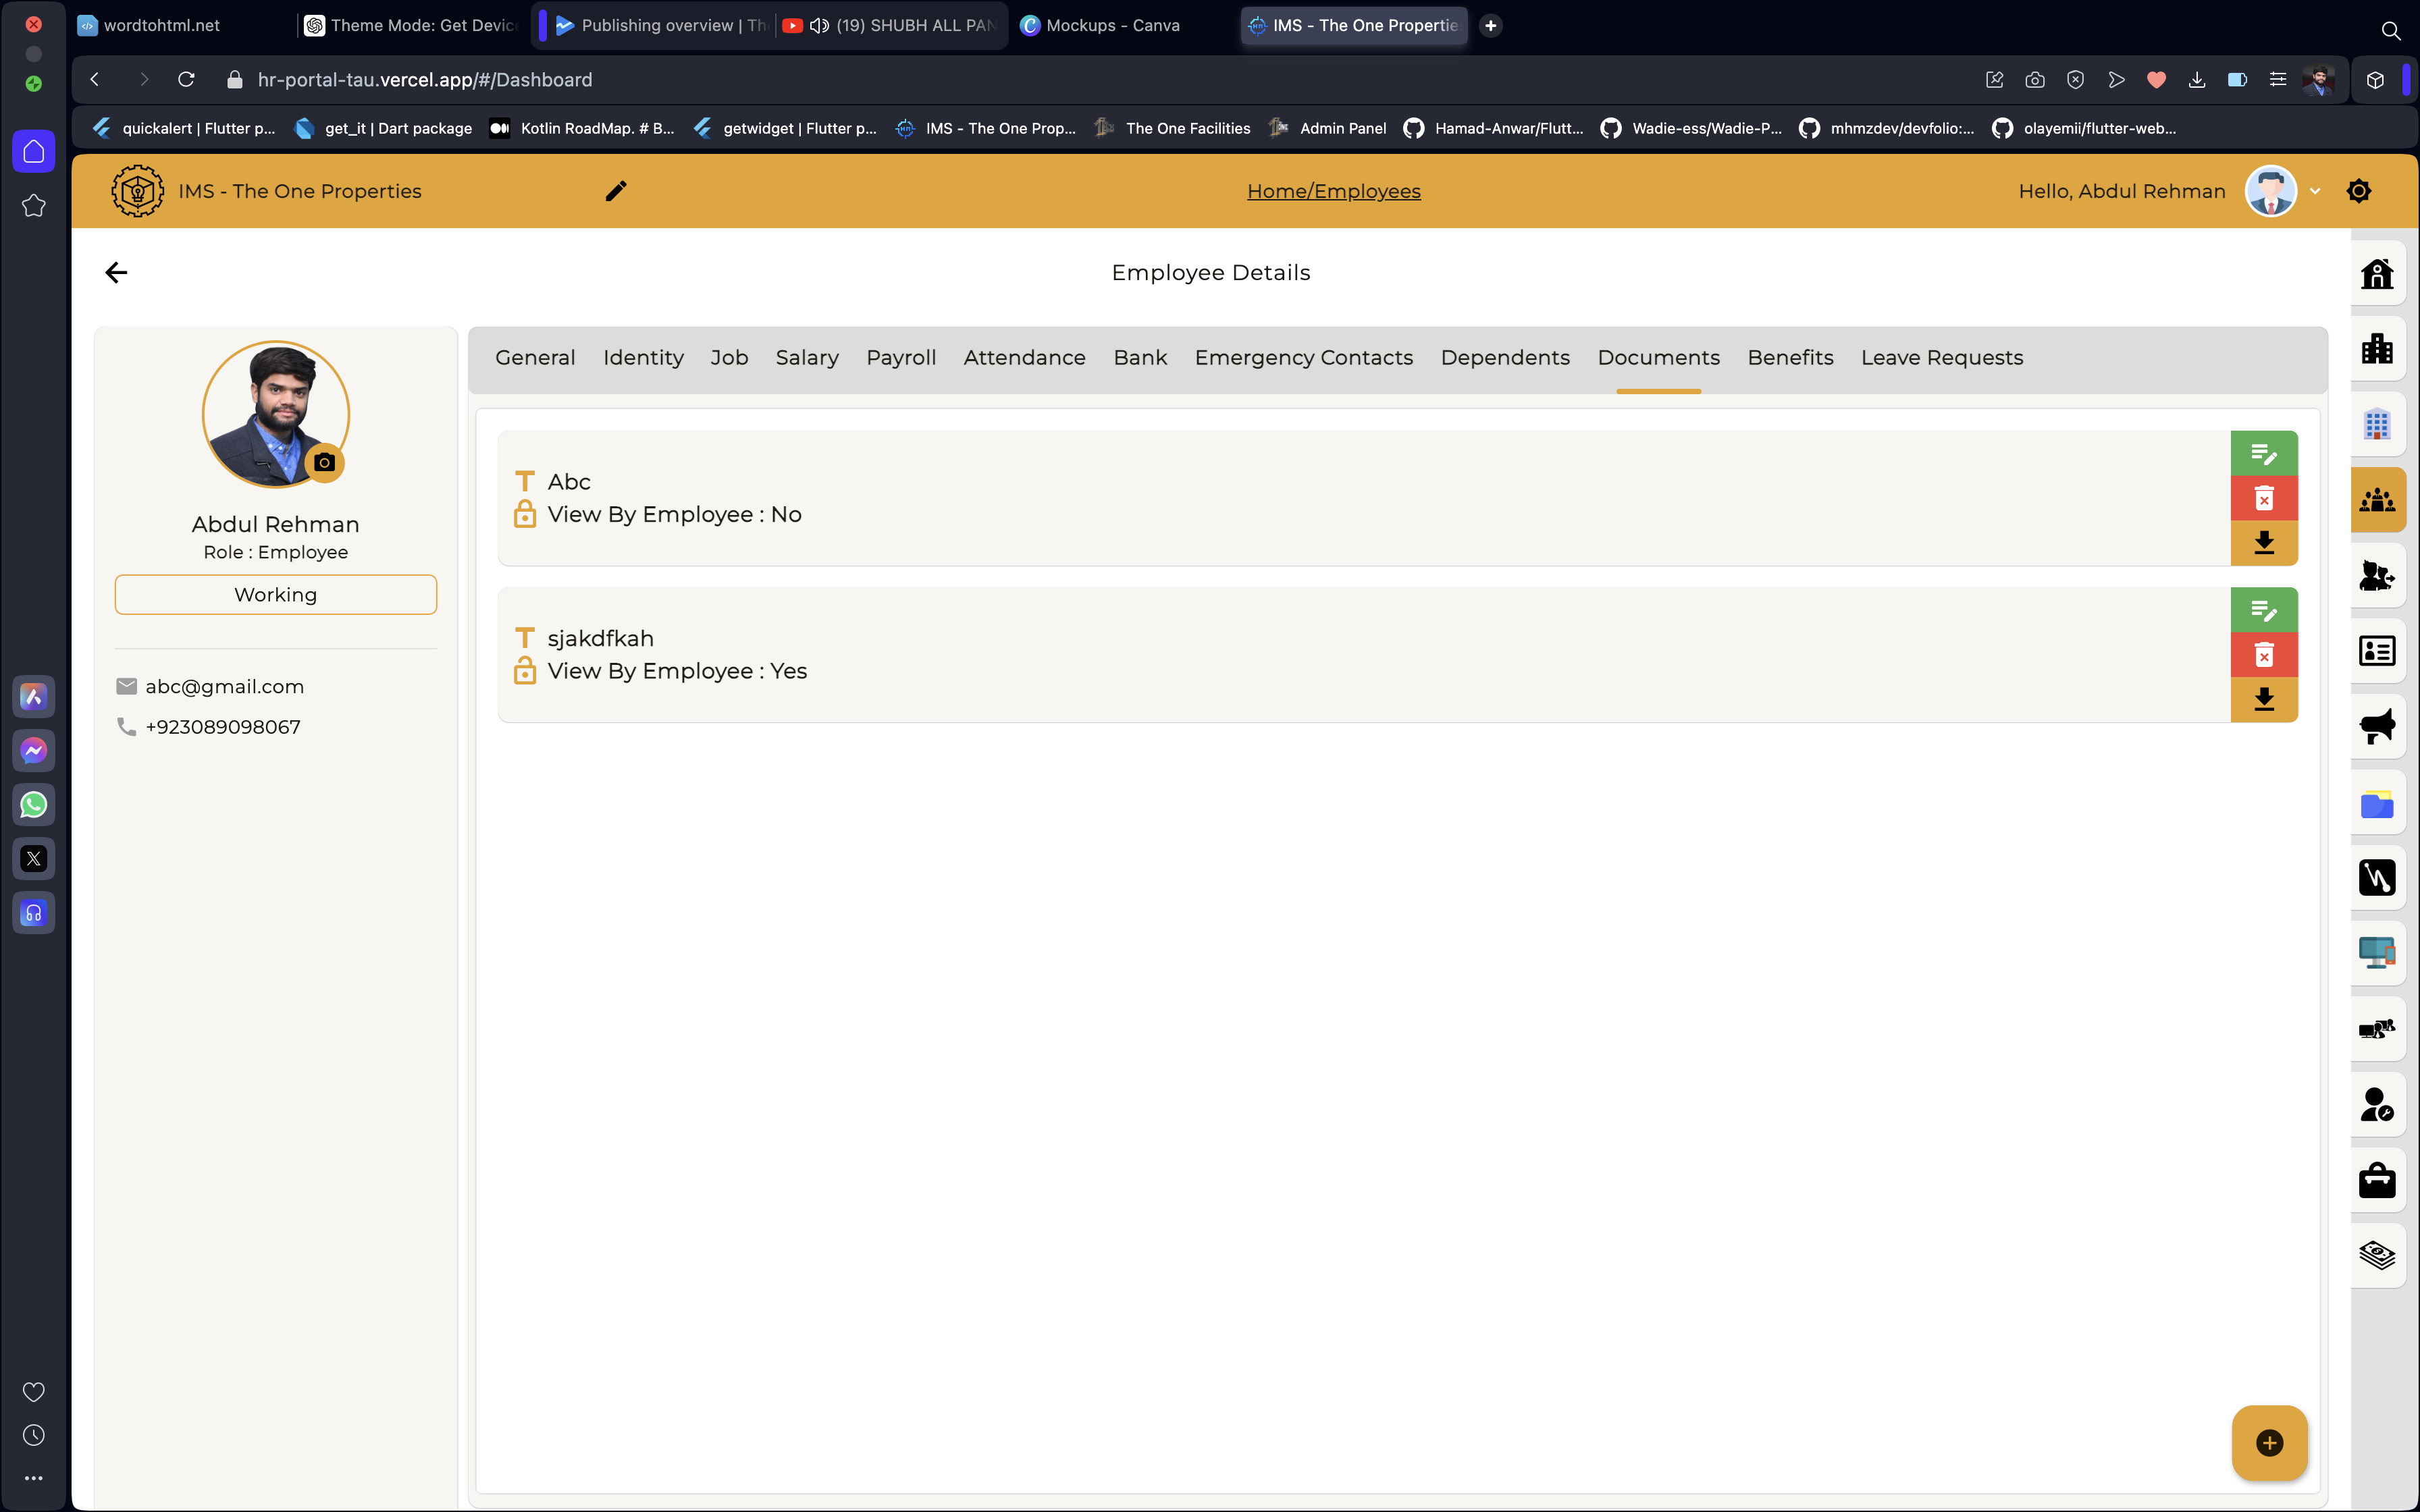 wordtohtml.net
Theme Mode: Get Devic
Publishing overview | Th
(19) SHUBH ALL PAN
Mockups - Canva
IMS - The One Propertie
hr-portal-tau.vercel.app/#/Dashboard
quickalert | Flutter p...
get_it | Dart package
Kotlin RoadMap. # B...
getwidget | Flutter p...
IMS - The One Prop...
The One Facilities
Admin Panel
Hamad-Anwar/Flutt...
Wadie-ess/Wadie-P...
mhmzdev/devfolio:...
olayemii/flutter-web...
IMS - The One Properties
Home/Employees
Hello, Abdul Rehman
Employee Details
Abdul Rehman
Role : Employee
Working
abc@gmail.com
+923089098067
General
Identity
Job
Salary
Payroll
Attendance
Bank
Emergency Contacts
Dependents
Documents
Benefits
Leave Requests
Abc
View By Employee : No
sjakdfkah
View By Employee : Yes